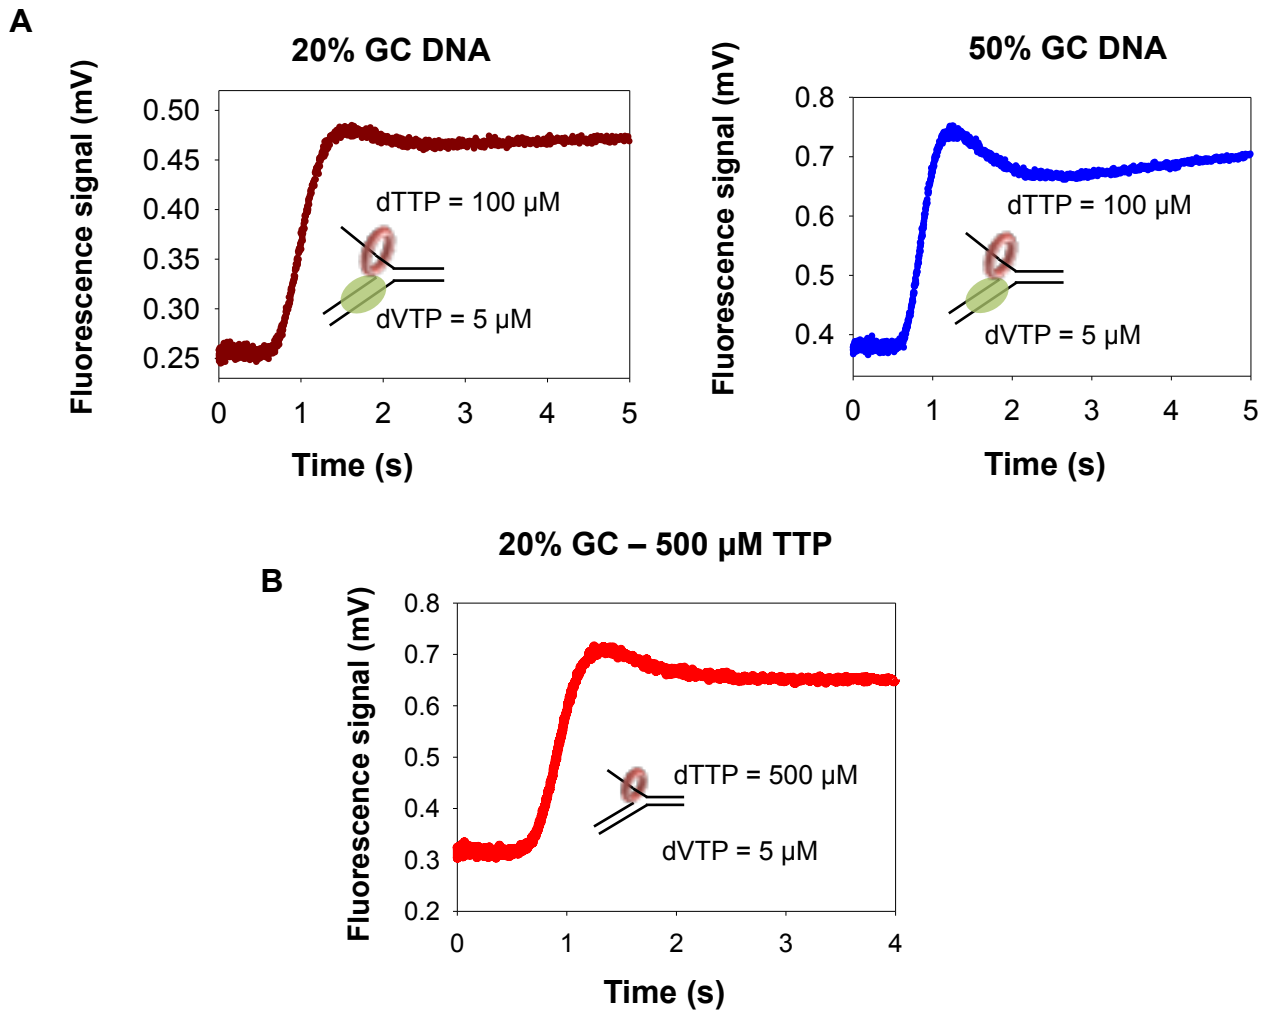 A
20% GC DNA
Fluorescence signal (mV)
0.50
0.45
0.40
0.35
0.30
0.25
dTTP = 100 µM
dVTP = 5 µM
0 1 2 3 4 5
Time (s)
50% GC DNA
Fluorescence signal (mV)
0.8
0.7
0.6
0.5
0.4
dTTP = 100 µM
dVTP = 5 µM
0 1 2 3 4 5
Time (s)
B
20% GC – 500 µM TTP
Fluorescence signal (mV)
0.8
0.7
0.6
0.5
0.4
0.3
0.2
dTTP = 500 µM
dVTP = 5 µM
0 1 2 3 4
Time (s)